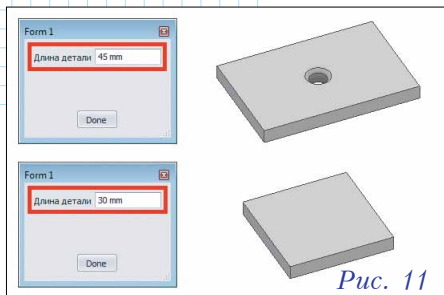 Form 1
Длина детали 45 mm
Done
Form 1
Длина детали 30 mm
Done
Рис. 11